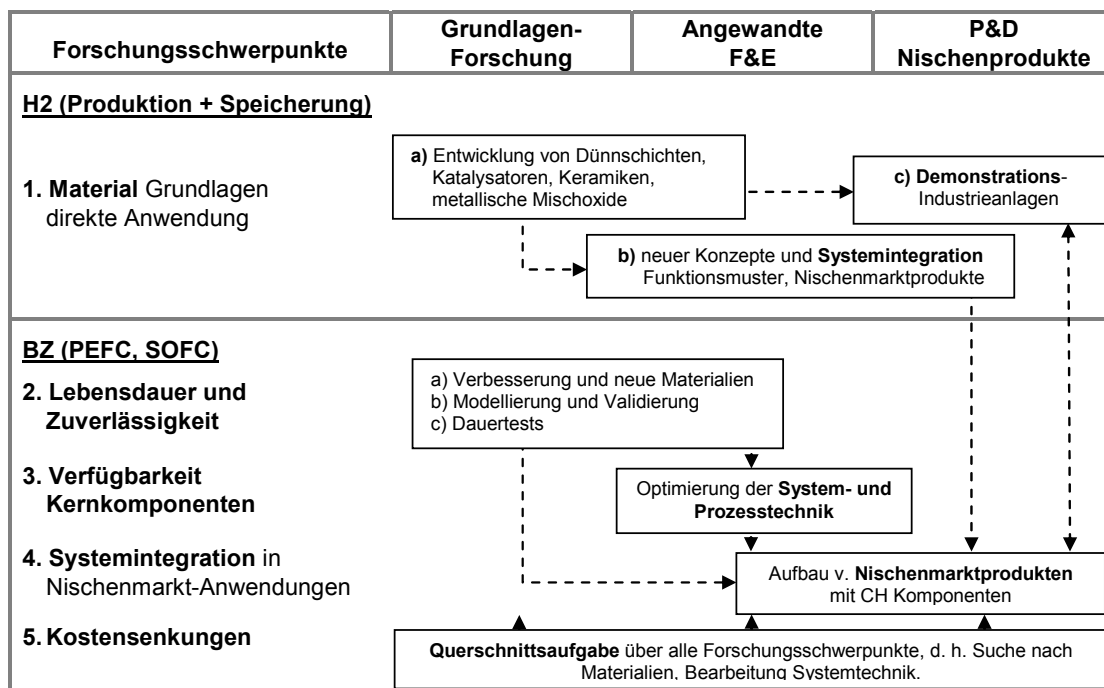 Forschungsschwerpunkte
Grundlagen-
Forschung
Angewandte
F&E
P&D
Nischenprodukte
H2 (Produktion + Speicherung)
1. Material Grundlagen
direkte Anwendung
a) Entwicklung von Dünnschichten,
Katalysatoren, Keramiken,
metallische Mischoxide
c) Demonstrations-
Industrieanlagen
b) neuer Konzepte und Systemintegration
Funktionsmuster, Nischenmarktprodukte
BZ (PEFC, SOFC)
2. Lebensdauer und
Zuverlässigkeit
a) Verbesserung und neue Materialien
b) Modellierung und Validierung
c) Dauertests
3. Verfügbarkeit
Kernkomponenten
Optimierung der System- und
Prozesstechnik
4. Systemintegration in
Nischenmarkt-Anwendungen
Aufbau v. Nischenmarktprodukten
mit CH Komponenten
5. Kostensenkungen
Querschnittsaufgabe über alle Forschungsschwerpunkte, d. h. Suche nach
Materialien, Bearbeitung Systemtechnik.